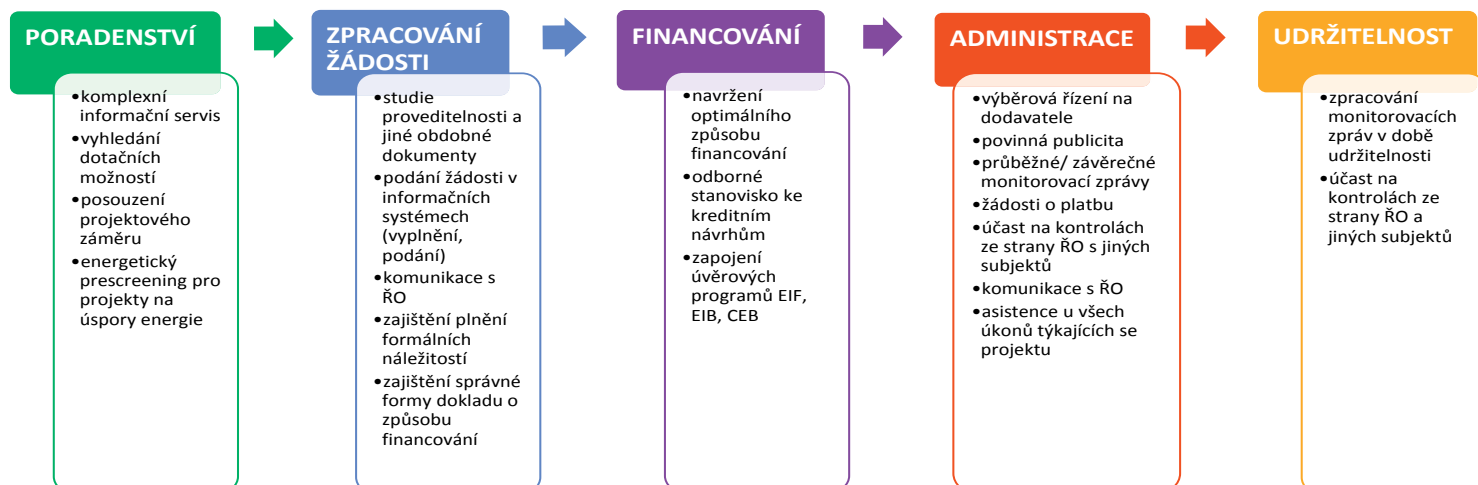 PORADENSTVÍ
•komplexní
informační servis
•vyhledání
dotačních
možností
•posouzení
projektového
záměru
•energetický
prescreening pro
projekty na
úspory energie
ZPRACOVÁNÍ
ŽÁDOSTI
•studie
proveditelnosti a
jiné obdobné
dokumenty
•podání žádosti v
informačních
systémech
(vyplnění,
podání)
•komunikace s
ŘO
•zajištění plnění
formálních
náležitostí
•zajištění správné
formy dokladu o
způsobu
financování
FINANCOVÁNÍ
•navržení
optimálního
způsobu
financování
•odborné
stanovisko ke
kreditním
návrhům
•zapojení
úvěrových
programů EIF,
EIB, CEB
ADMINISTRACE
•výběrová řízení na
dodavatele
•povinná publicita
•průběžné/ závěrečné
monitorovací zprávy
•žádosti o platbu
•účast na kontrolách
ze strany ŘO s jiných
subjektů
•komunikace s ŘO
•asistence u všech
úkonů týkajících se
projektu
UDRŽITELNOST
•zpracování
monitorovacích
zpráv v době
udržitelnosti
•účast na
kontrolách ze
strany ŘO a
jiných subjektů